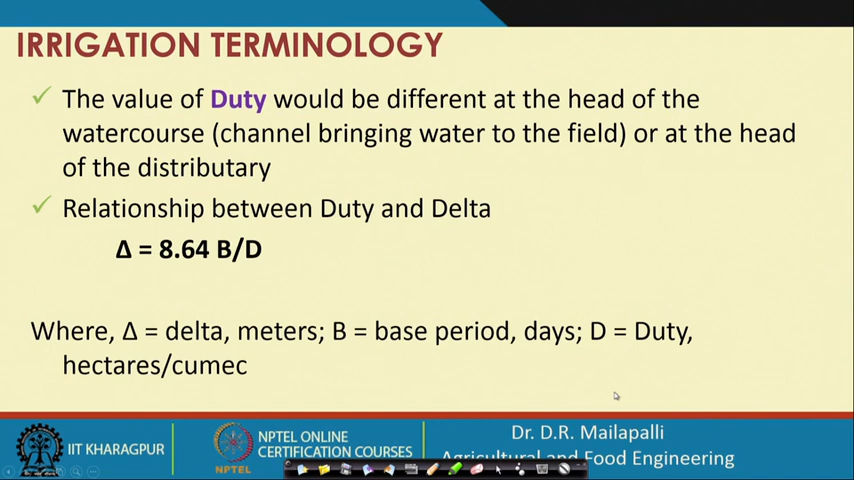 IRRIGATION TERMINOLOGY
✓ The value of Duty would be different at the head of the
watercourse (channel bringing water to the field) or at the head
of the distributary
✓ Relationship between Duty and Delta
Δ = 8.64 B/D
Where, Δ = delta, meters; B = base period, days; D = Duty,
hectares/cumec
IIT KHARAGPUR
NPTEL
NPTEL ONLINE
CERTIFICATION COURSES
Dr. D.R. Mailapalli
Agricultural and Food Engineering